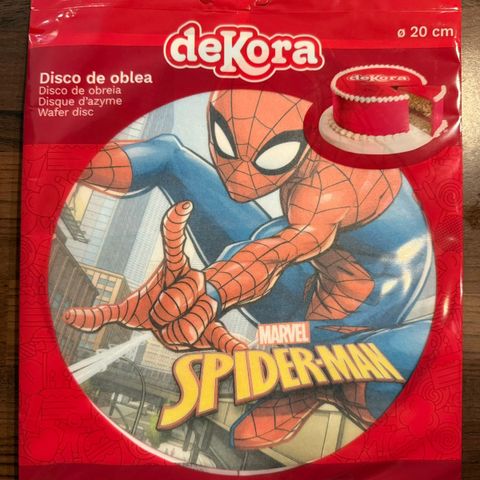 deKora
ø 20 cm
Disco de oblea
Disco de obreia
Disque d'azyme
Wafer disc
deKora
MARVEL
SPIDER-MAN